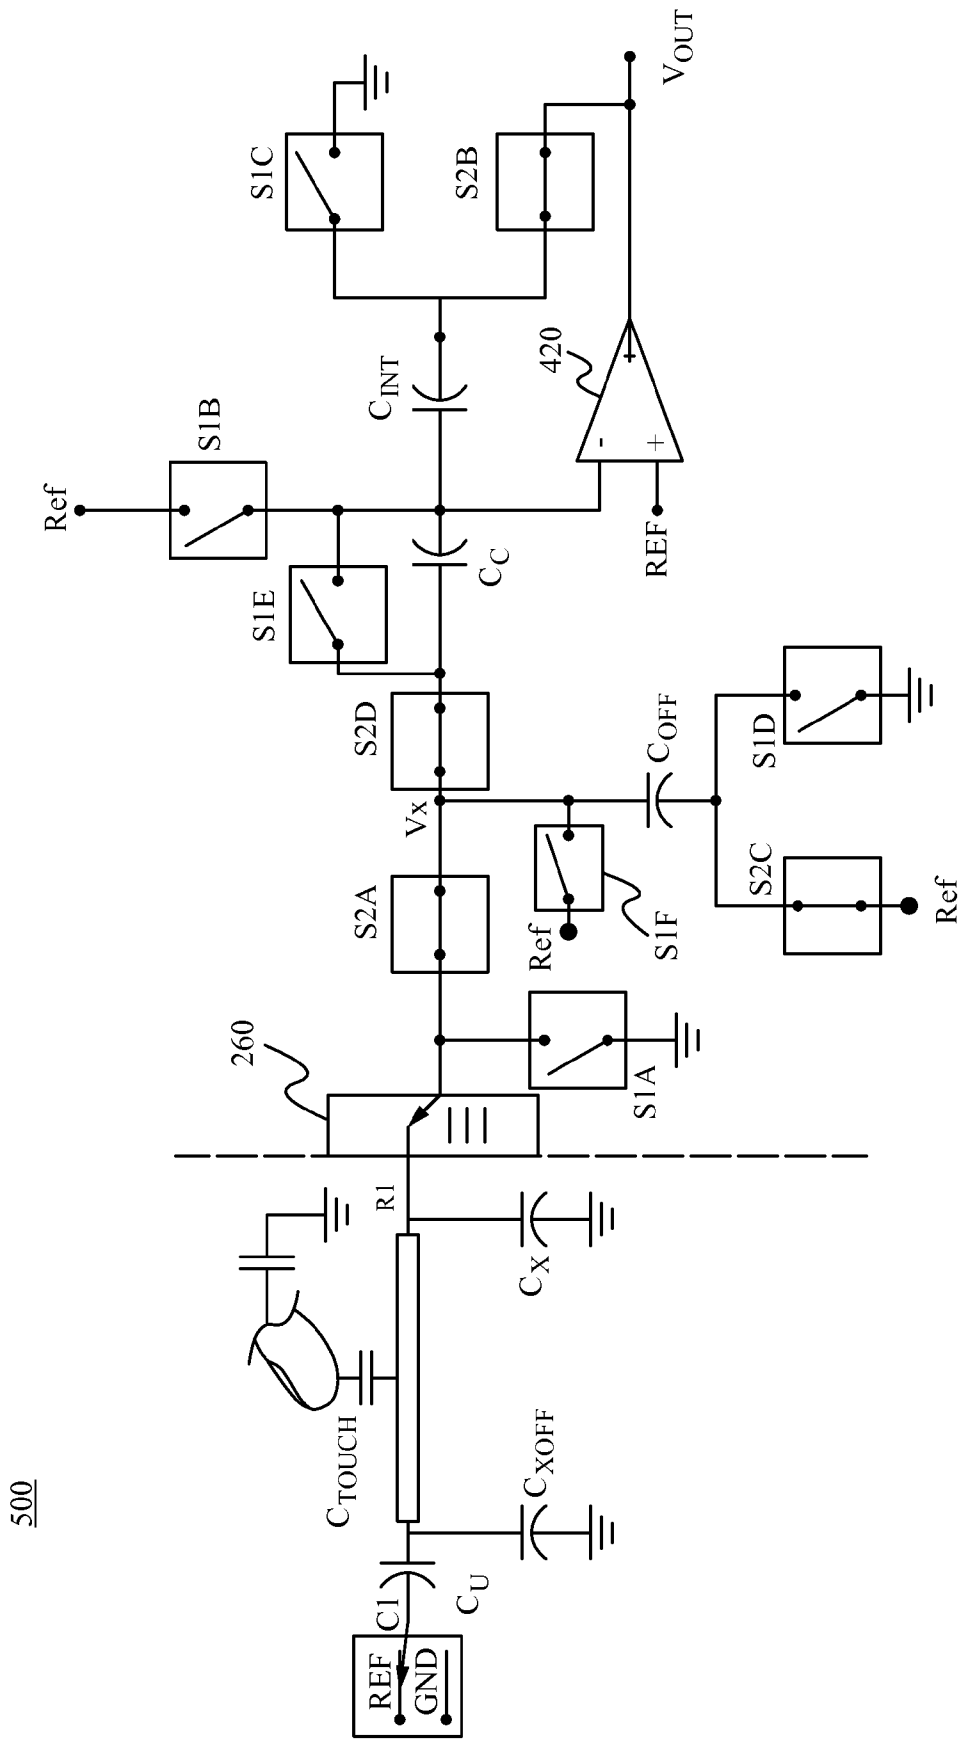 500
REF
GND
C1
CU
CXOFF
CTOUCH
CX
R1
260
S1A
S2A
Vx
Ref
S1F
COFF
S2C
Ref
S1D
S2D
S1E
CC
Ref
S1B
CINT
REF
-
+
420
S1C
S2B
VOUT